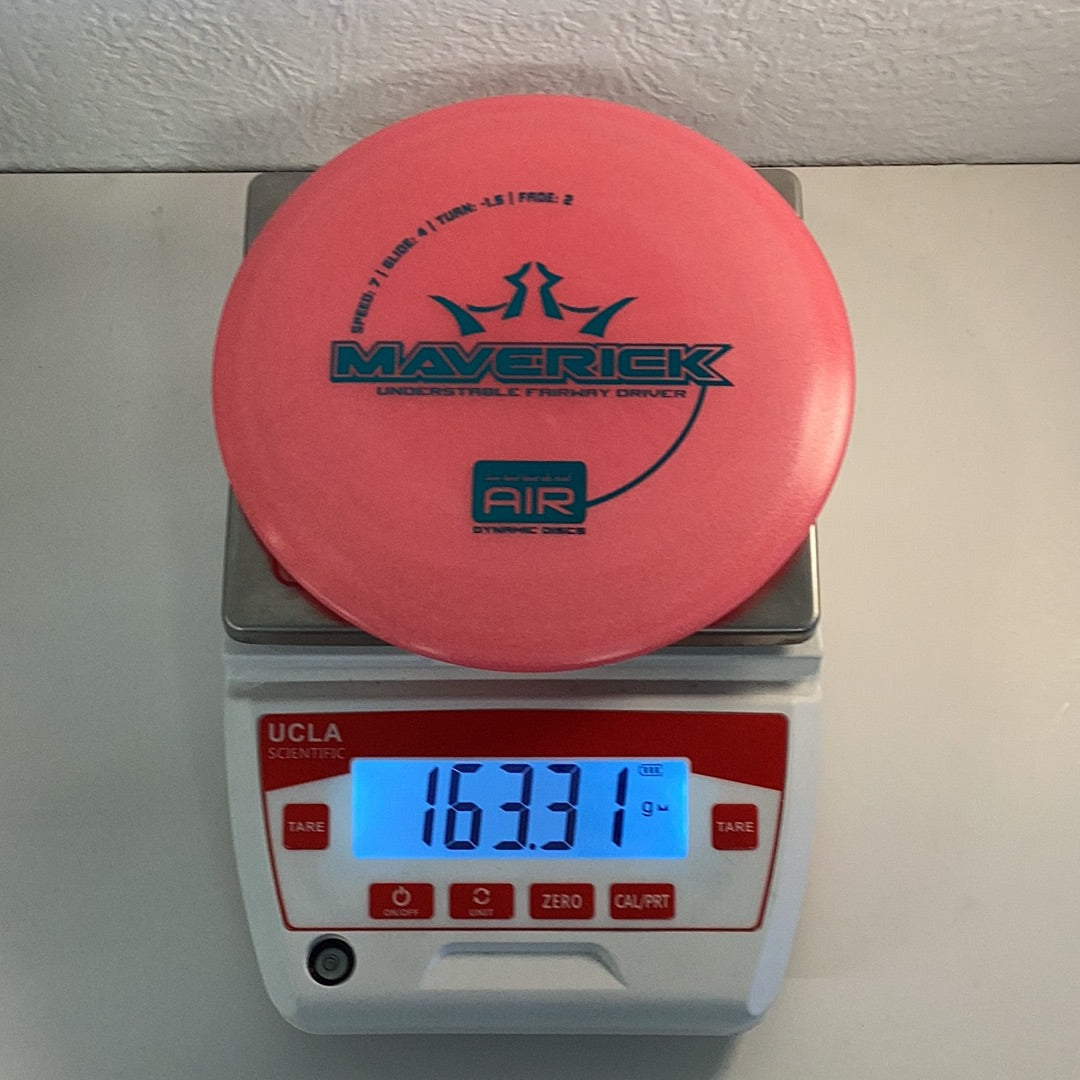 SPEED: 7 | GLIDE: 4 | TURN: -1.5 | FADE: 2
MAVERICK
UNDERSTABLE FAIRWAY DRIVER
AIR
DYNAMIC DISCS
UCLA
SCIENTIFIC
163.31 g
TARE
TARE
ON/OFF
UNIT
ZERO
CAL/PRT